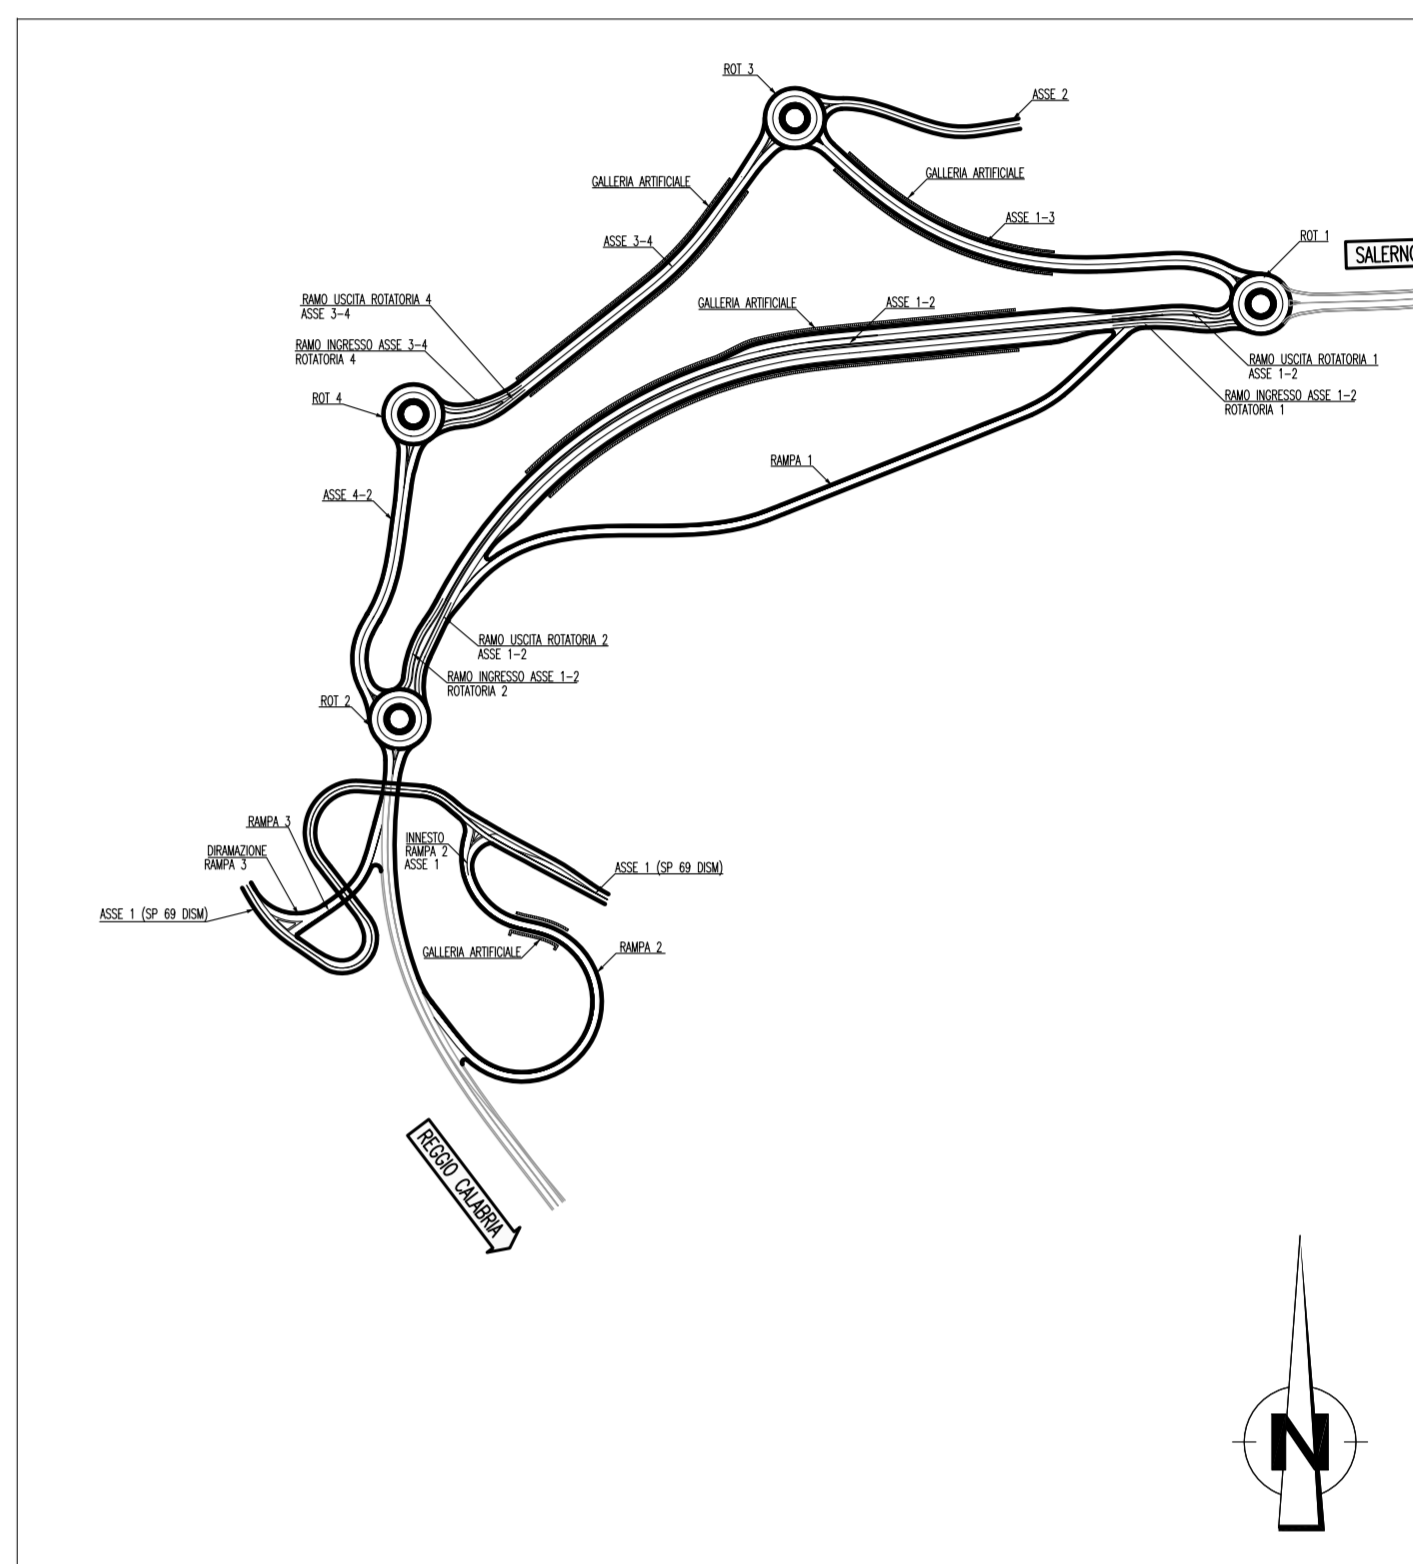 ROT 3
ASSE 2
GALLERIA ARTIFICIALE
GALLERIA ARTIFICIALE
ASSE 1-3
ROT 1
ASSE 3-4
SALERNO
RAMO USCITA ROTATORIA 4
ASSE 3-4
GALLERIA ARTIFICIALE
ASSE 1-2
RAMO INGRESSO ASSE 3-4
ROTATORIA 4
RAMO USCITA ROTATORIA 1
ASSE 1-2
ROT 4
RAMO INGRESSO ASSE 1-2
ROTATORIA 1
RAMPA 1
ASSE 4-2
RAMO USCITA ROTATORIA 2
ASSE 1-2
RAMO INGRESSO ASSE 1-2
ROTATORIA 2
ROT 2
RAMPA 3
INNESTO
RAMPA 2
ASSE 1
DIRAMAZIONE
RAMPA 3
ASSE 1 (SP 69 DISM)
ASSE 1 (SP 69 DISM)
GALLERIA ARTIFICIALE
RAMPA 2
REGGIO CALABRIA
N